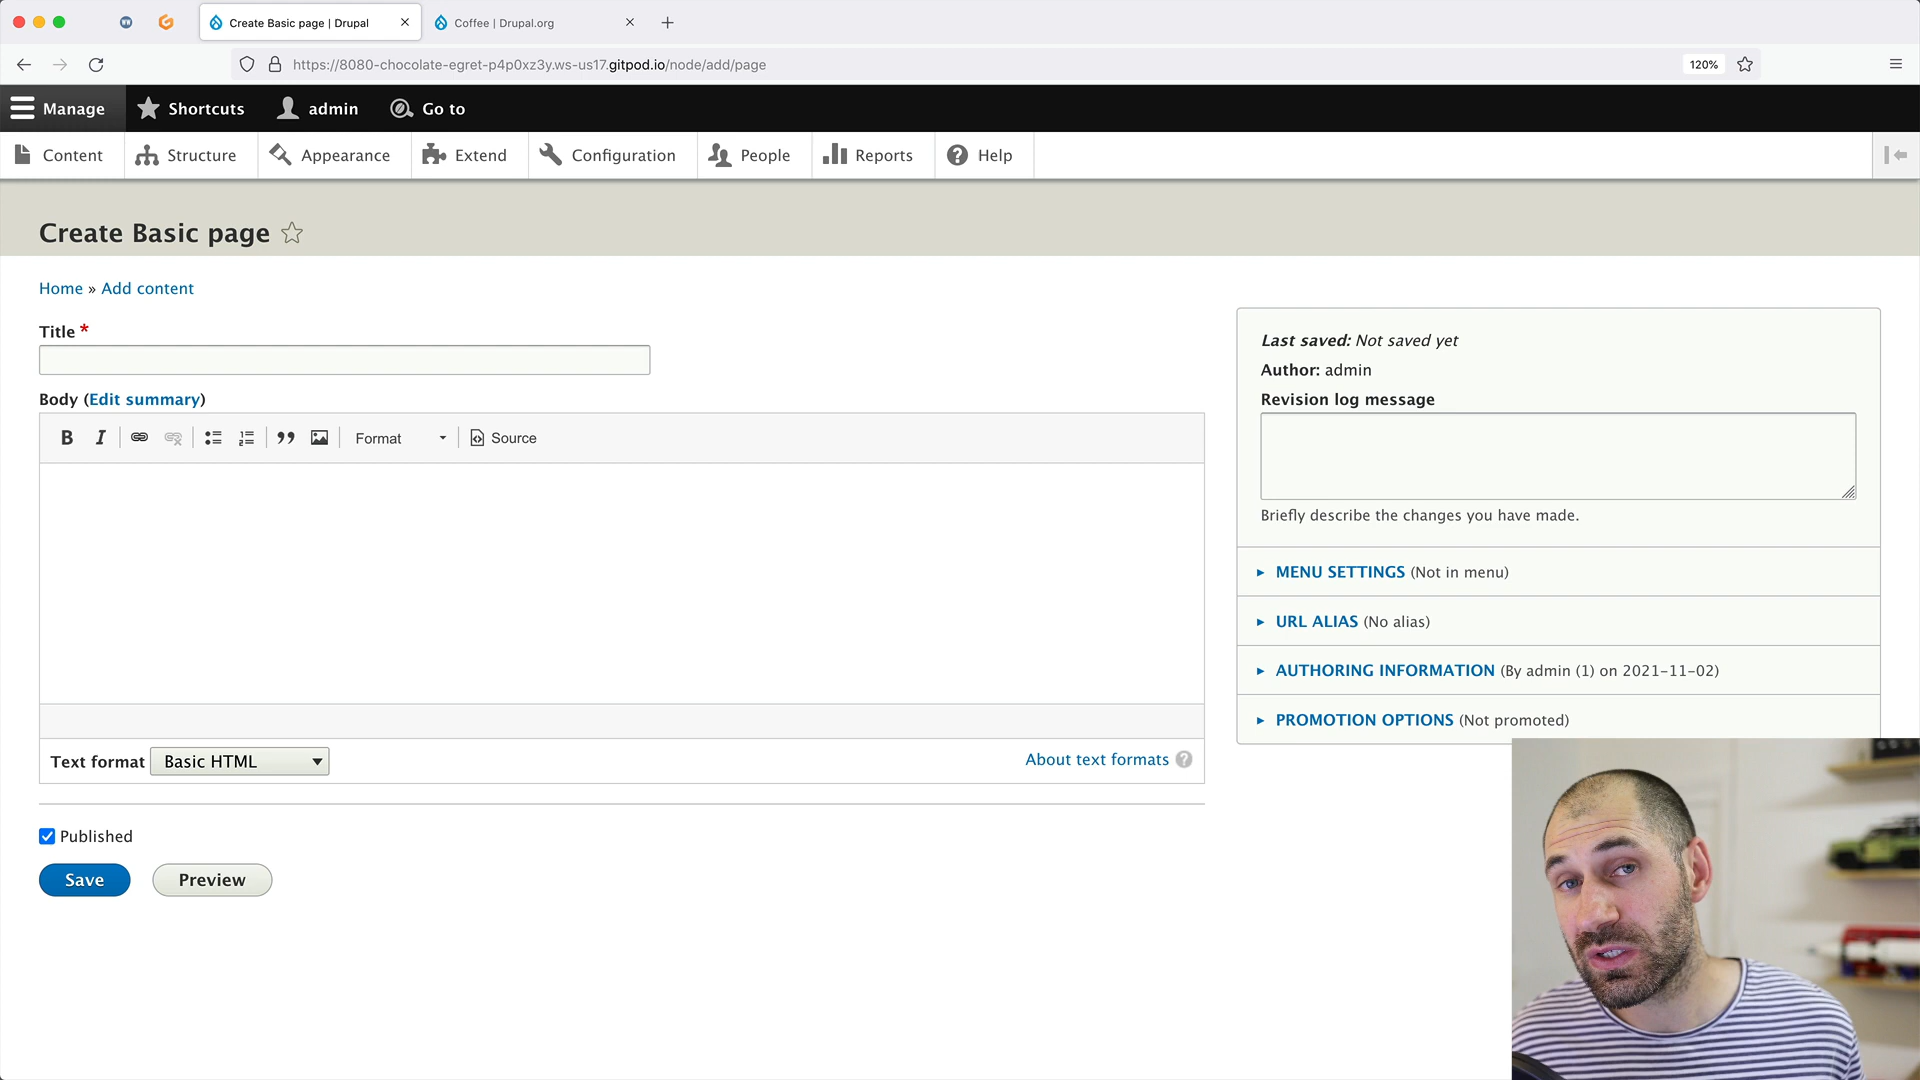 Create Basic page | Drupal
Coffee | Drupal.org
https://8080-chocolate-egret-p4p0xz3y.ws-us17.gitpod.io/node/add/page
120%
Manage
Shortcuts
admin
Go to
Content
Structure
Appearance
Extend
Configuration
People
Reports
Help
Create Basic page
Home » Add content
Title *
Body (Edit summary)
B I
Format
Source
Text format Basic HTML
About text formats ?
Published
Save
Preview
Last saved: Not saved yet
Author: admin
Revision log message
Briefly describe the changes you have made.
MENU SETTINGS (Not in menu)
URL ALIAS (No alias)
AUTHORING INFORMATION (By admin (1) on 2021-11-02)
PROMOTION OPTIONS (Not promoted)